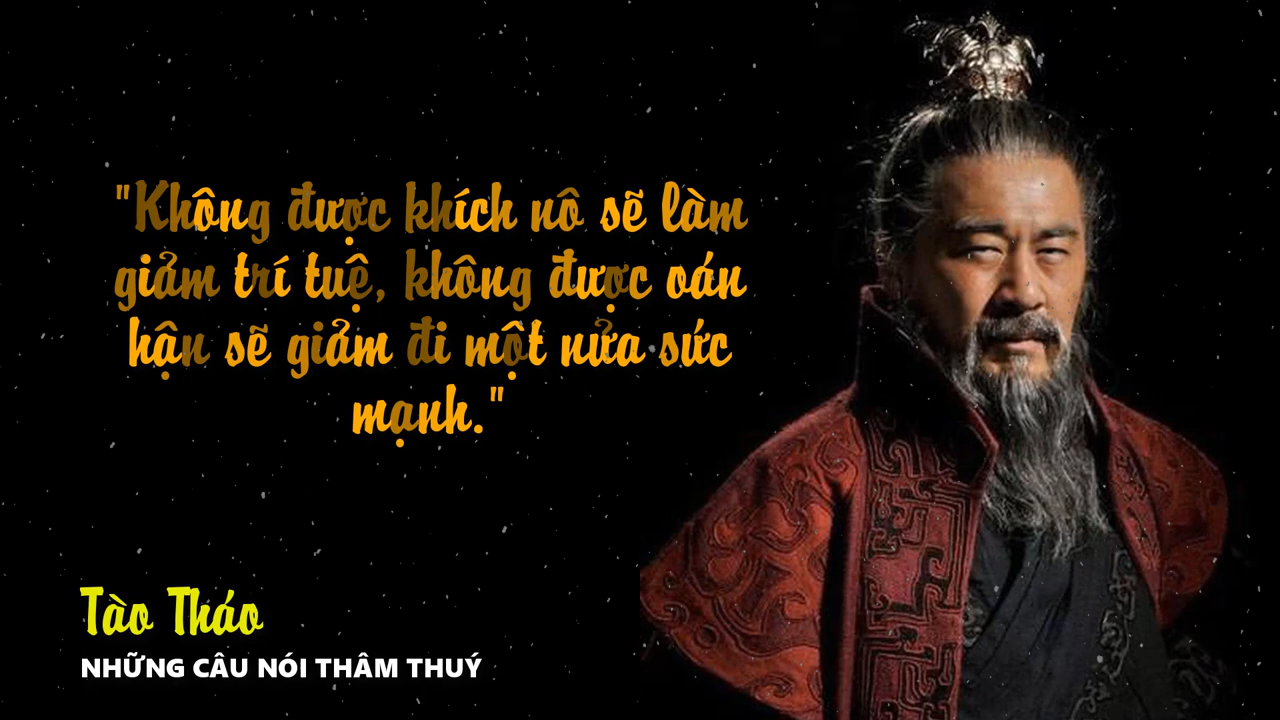 "Không được khích nô sẽ làm
giảm trí tuệ, không được oán
hận sẽ giảm đi một nửa sức
mạnh."
Tào Tháo
NHỮNG CÂU NÓI THÂM THUÝ